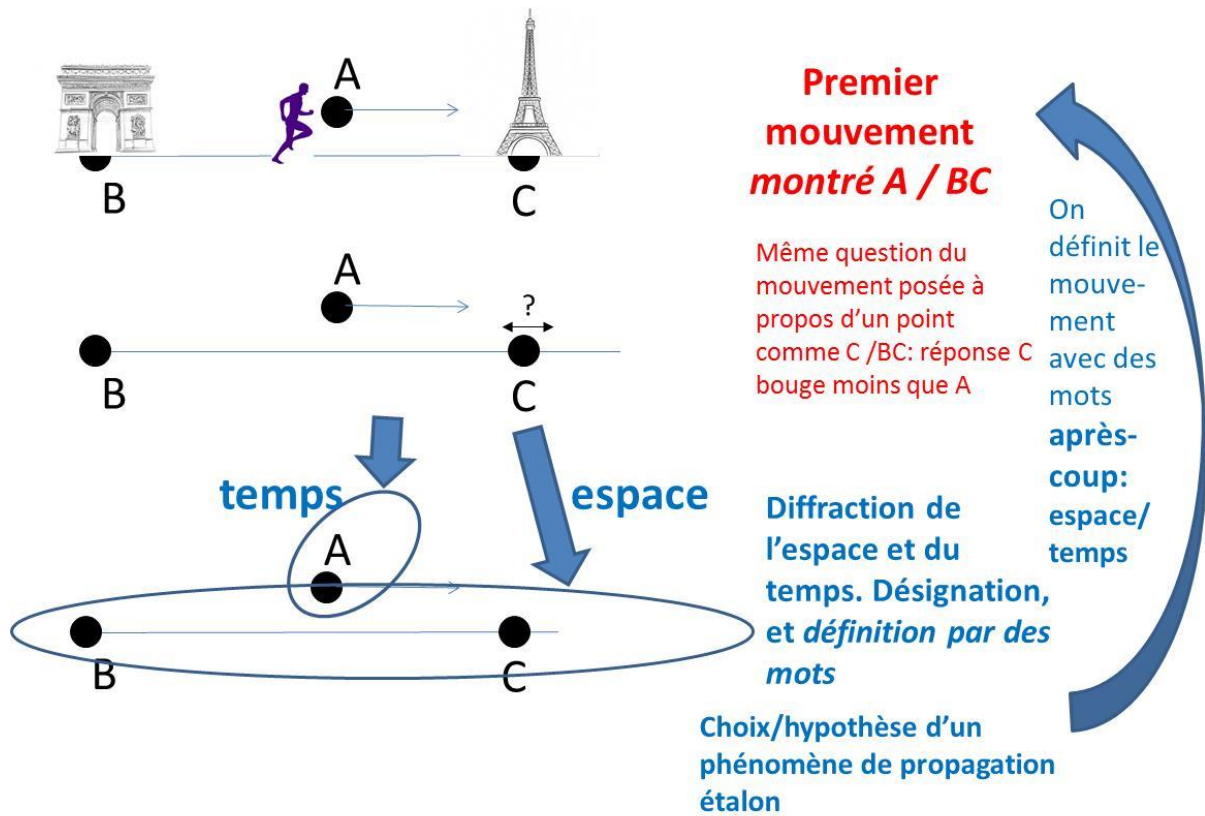 A
B
C
Premier
mouvement
montré A / BC
A
?
B
C
Même question du
mouvement posée à
propos d’un point
comme C /BC: réponse C
bouge moins que A
On
définit le
mouve-
ment
avec des
mots
après-
coup:
espace/
temps
temps
espace
A
B
C
Diffraction de
l’espace et du
temps. Désignation,
et définition par des
mots
Choix/hypothèse d’un
phénomène de propagation
étalon